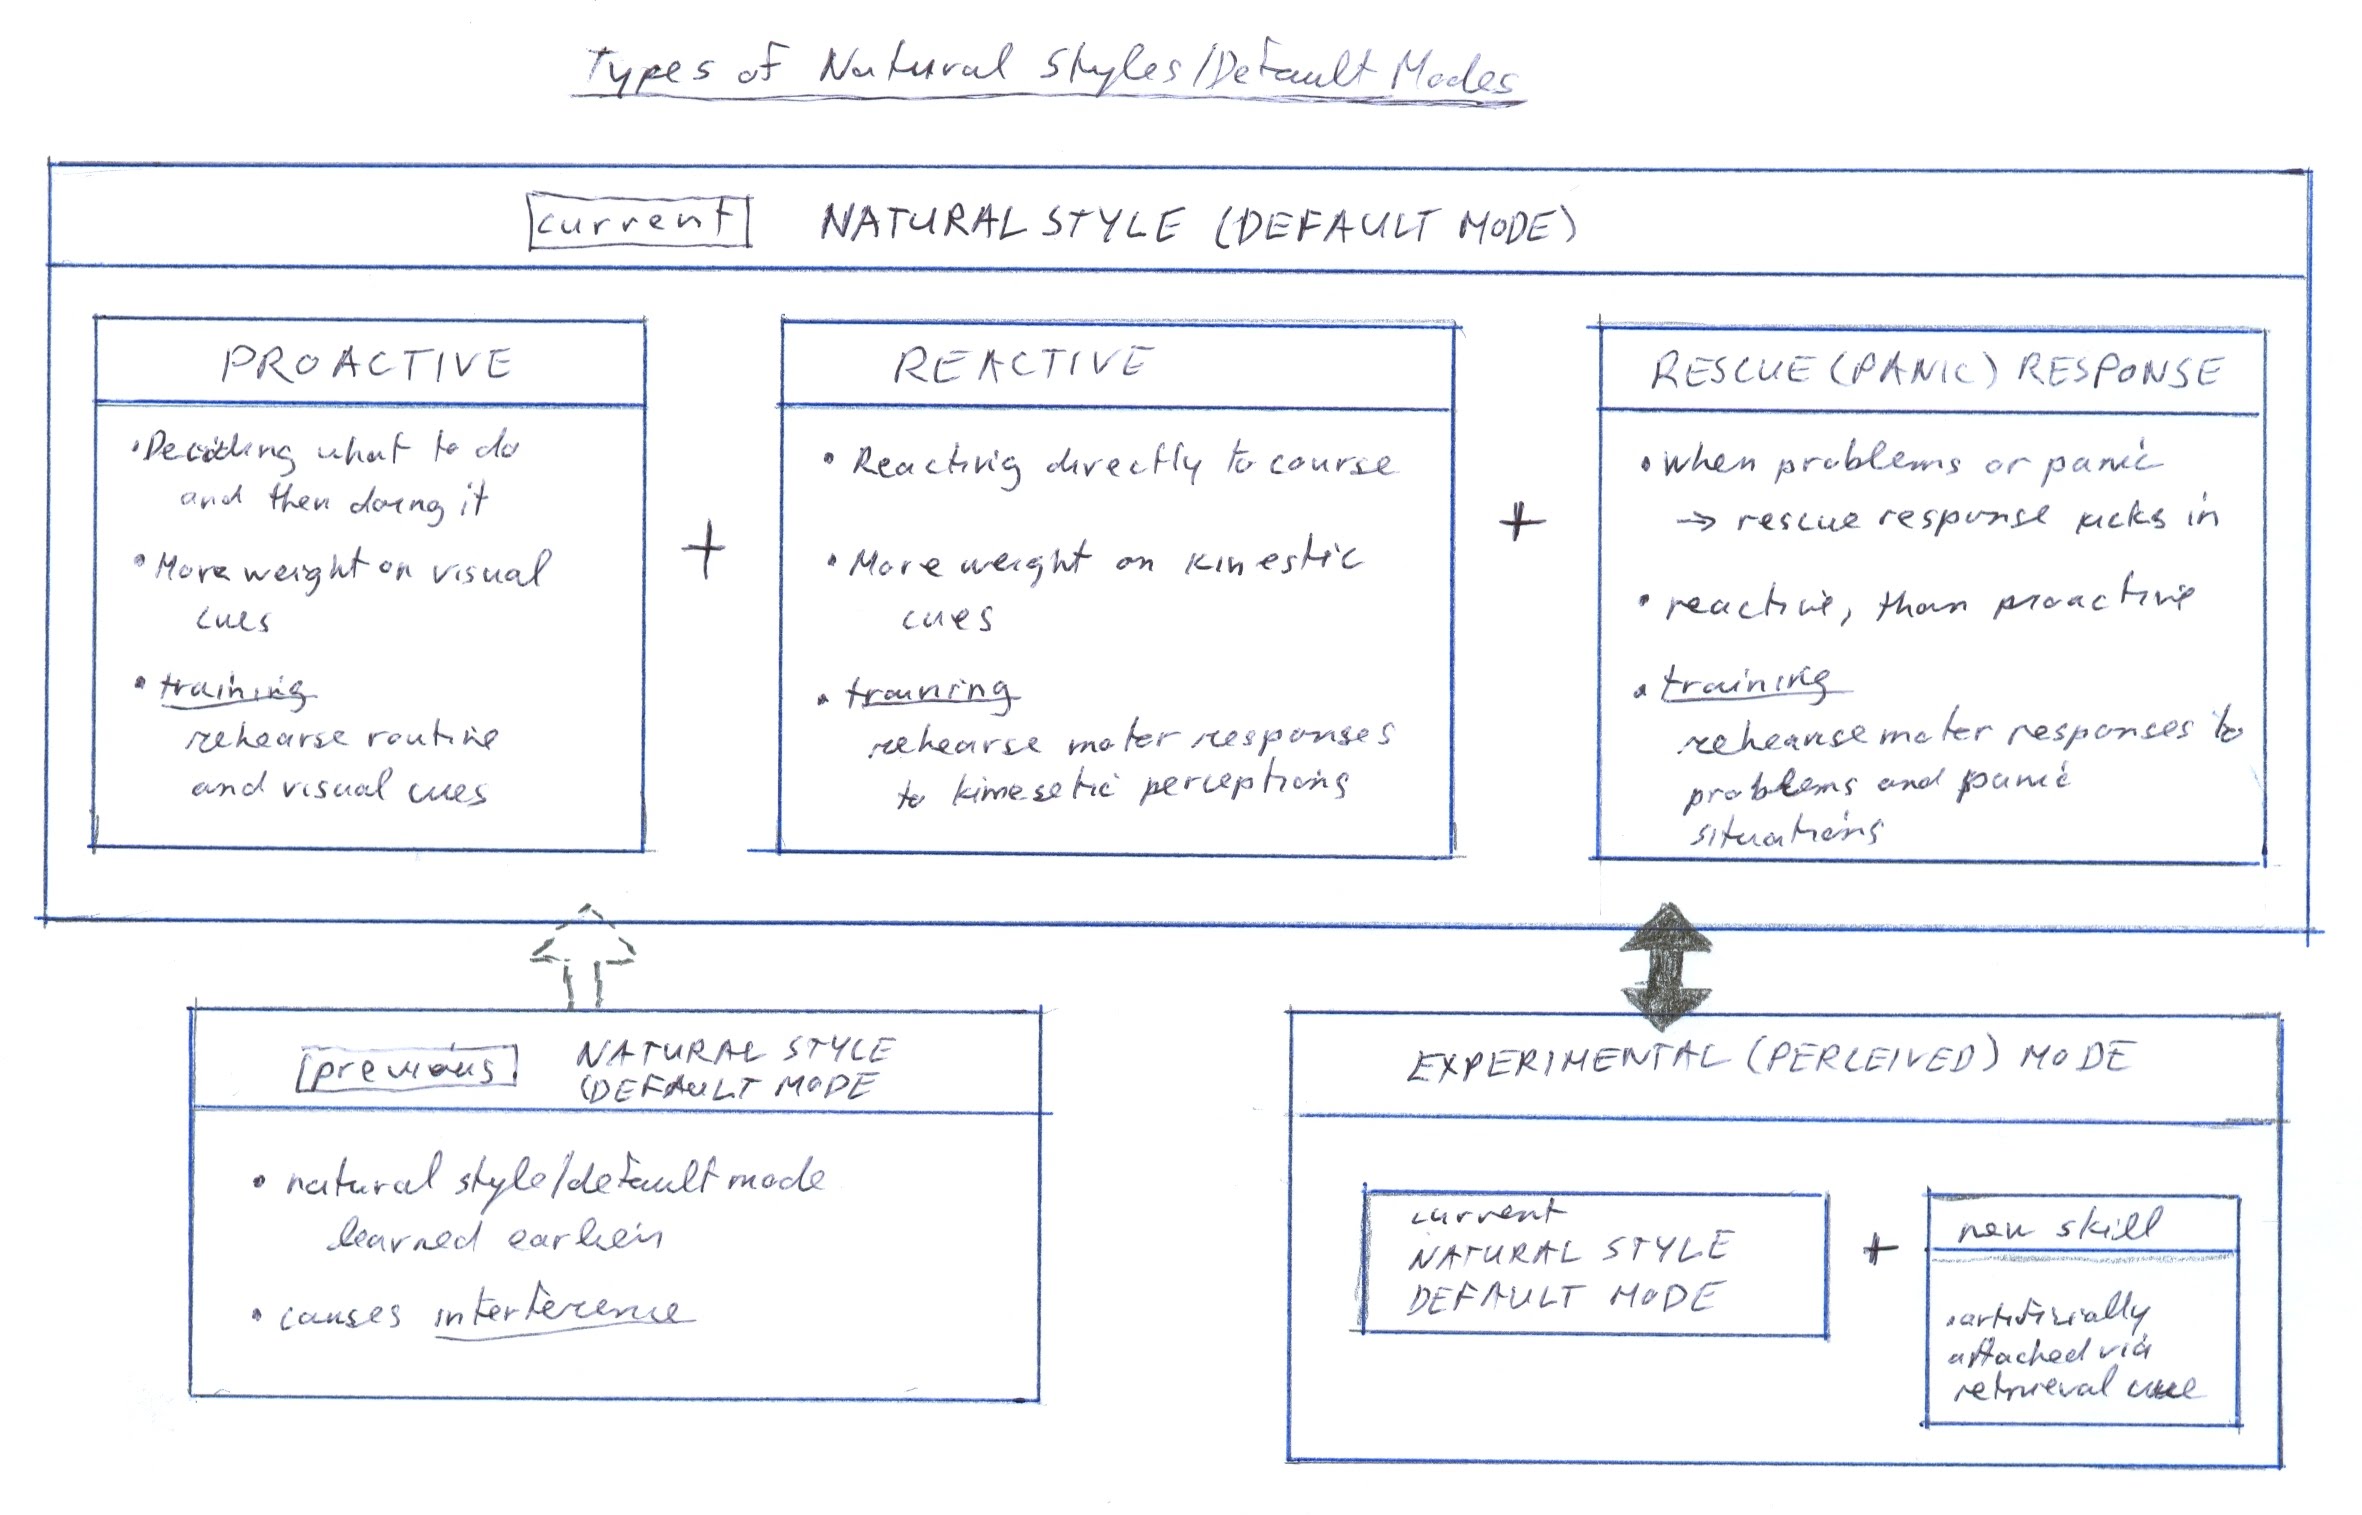 Types of Natural Styles/Default Modes
current NATURAL STYLE (DEFAULT MODE)
PROACTIVE
• Deciding what to do
and then doing it
• More weight on visual
cues
• training
rehearse routine
and visual cues
+
REACTIVE
• Reacting directly to course
• More weight on kinestic
cues
• training
rehearse motor responses
to kinesetic perceptions
+
RESCUE (PANIC) RESPONSE
• when problems or panic
→ rescue response kicks in
• reactive, than proactive
• training
rehearse motor responses to
problems and panic
situations
previous NATURAL STYLE
(DEFAULT MODE
• natural style/default mode
learned earlier
• causes interference
EXPERIMENTAL (PERCEIVED) MODE
current
NATURAL STYLE
DEFAULT MODE
+
new skill
• artificially
attached via
retrieval cue